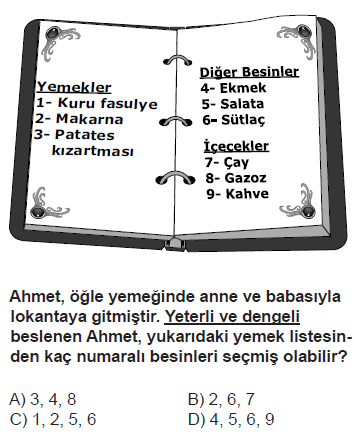 Yemekler
1- Kuru fasulye
2- Makarna
3- Patates
kızartması
Diğer Besinler
4- Ekmek
5- Salata
6- Sütlaç
İçecekler
7- Çay
8- Gazoz
9- Kahve
Ahmet, öğle yemeğinde anne ve babasıyla
lokantaya gitmiştir. Yeterli ve dengeli
beslenen Ahmet, yukarıdaki yemek listesin-
den kaç numaralı besinleri seçmiş olabilir?
A) 3, 4, 8
B) 2, 6, 7
C) 1, 2, 5, 6
D) 4, 5, 6, 9